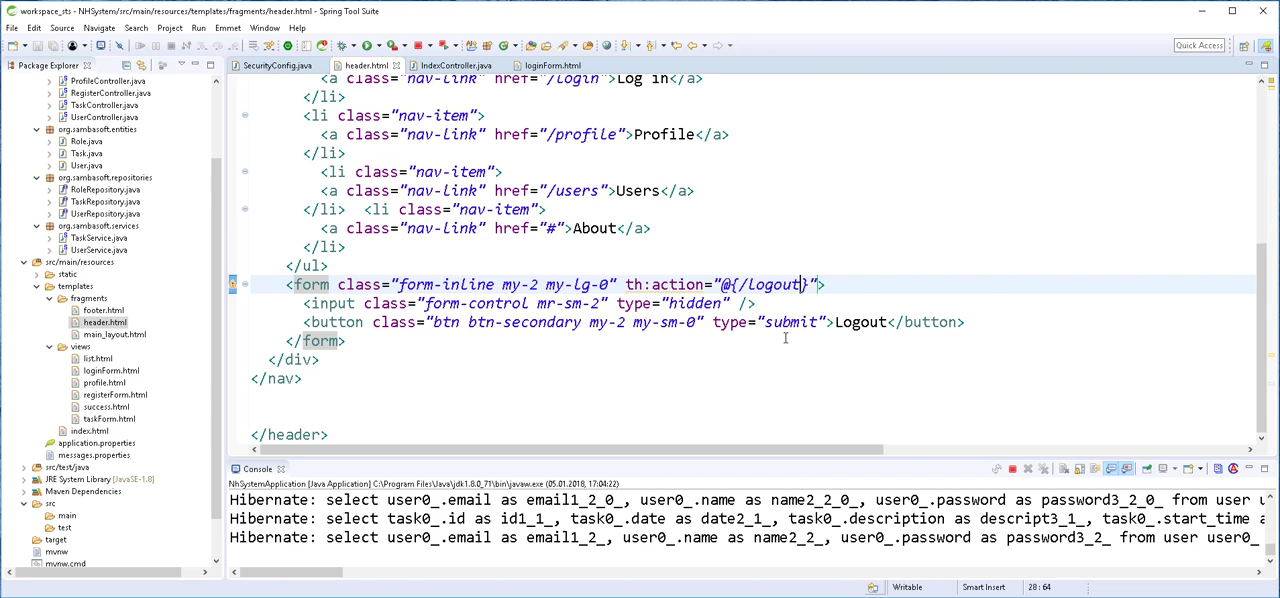 workspace_sts - NHSystem/src/main/resources/templates/fragments/header.html - Spring Tool Suite
File Edit Source Navigate Search Project Run Emmet Window Help
Quick Access
Package Explorer
SecurityConfig.java header.html IndexController.java loginForm.html
ProfileController.java
RegisterController.java
TaskController.java
UserController.java
org.sambasoft.entities
Role.java
Task.java
User.java
org.sambasoft.repositories
RoleRepository.java
TaskRepository.java
UserRepository.java
org.sambasoft.services
TaskService.java
UserService.java
src/main/resources
static
templates
fragments
footer.html
header.html
main_layout.html
views
list.html
loginForm.html
profile.html
registerForm.html
success.html
taskForm.html
index.html
application.properties
messages.properties
src/test/java
JRE System Library [JavaSE-1.8]
Maven Dependencies
src
main
test
target
mvnw
mvnw.cmd
<a class="nav-link" href="/login">Log in</a>
</li>
<li class="nav-item">
<a class="nav-link" href="/profile">Profile</a>
</li>
<li class="nav-item">
<a class="nav-link" href="/users">Users</a>
</li> <li class="nav-item">
<a class="nav-link" href="#">About</a>
</li>
</ul>
<form class="form-inline my-2 my-lg-0" th:action="@{/logout}">
<input class="form-control mr-sm-2" type="hidden" />
<button class="btn btn-secondary my-2 my-sm-0" type="submit">Logout</button>
</form>
</div>
</nav>
</header>
Console
NhSystemApplication [Java Application] C:\Program Files\Java\jdk1.8.0_71\bin\javaw.exe (05.01.2018, 17:04:22)
Hibernate: select user0_.email as email1_2_0_, user0_.name as name2_2_0_, user0_.password as password3_2_0_ from user u
Hibernate: select task0_.id as id1_1_, task0_.date as date2_1_, task0_.description as descript3_1_, task0_.start_time a
Hibernate: select user0_.email as email1_2_, user0_.name as name2_2_, user0_.password as password3_2_ from user user0_
Writable Smart Insert 28 : 64